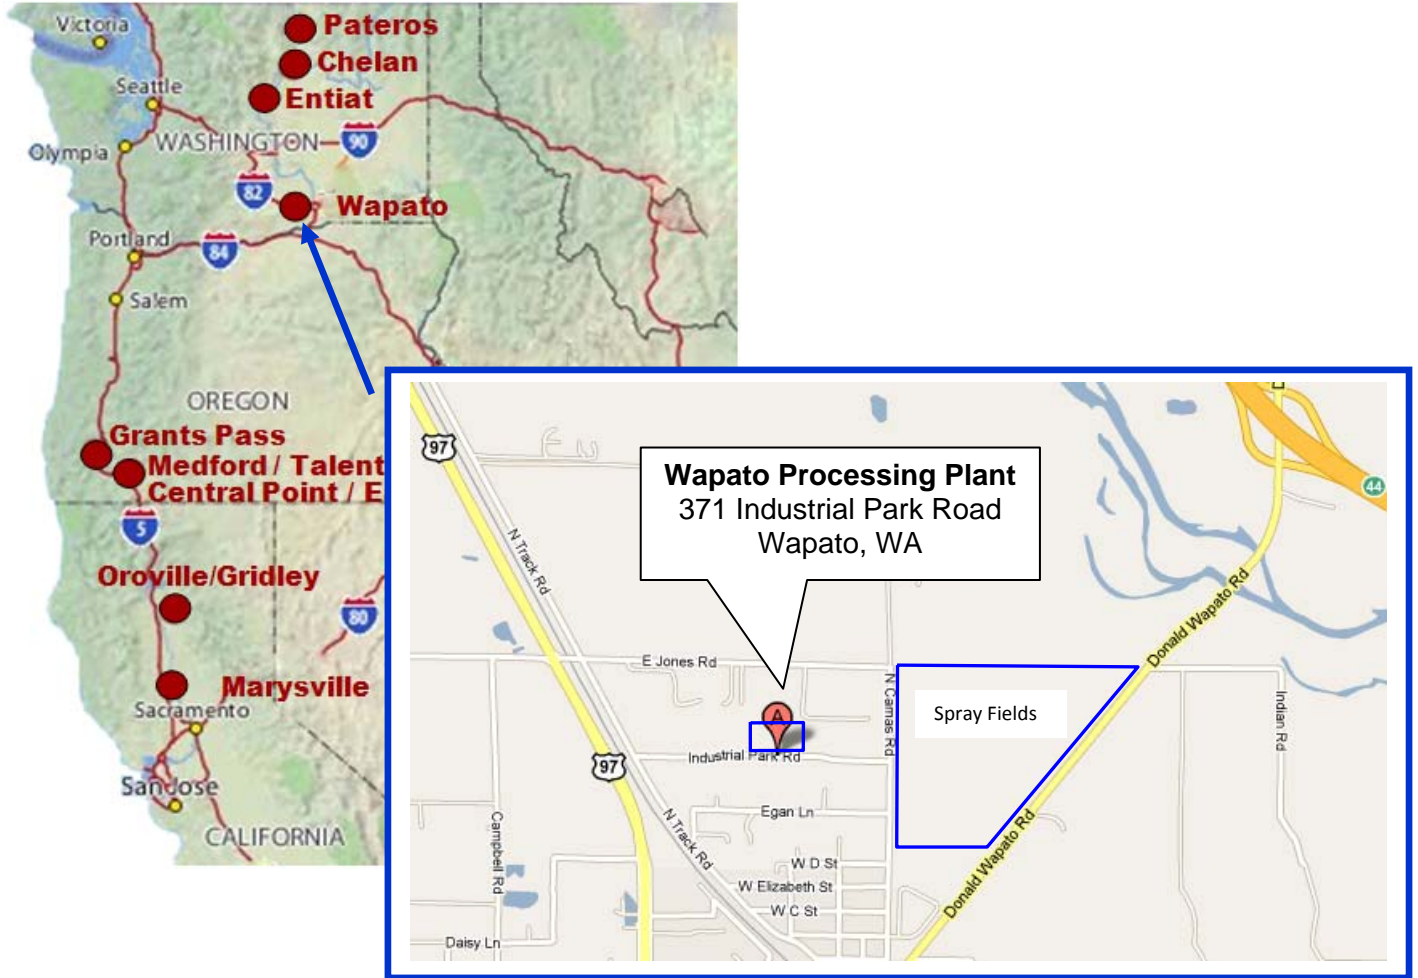 Victoria
Pateros
Chelan
Seattle
Entiat
WASHINGTON
90
Olympia
82
Wapato
Portland
84
Salem
OREGON
Grants Pass
Medford / Talent
Central Point / E
5
Oroville/Gridley
80
Marysville
Sacramento
San Jose
CALIFORNIA
97
44
Wapato Processing Plant
371 Industrial Park Road
Wapato, WA
N Track Rd
Donald Wapato Rd
E Jones Rd
N Camas Rd
Spray Fields
Indian Rd
A
Industrial Park Rd
97
Egan Ln
N Track Rd
Campbell Rd
W D St
W Elizabeth St
W C St
Donald Wapato Rd
Daisy Ln